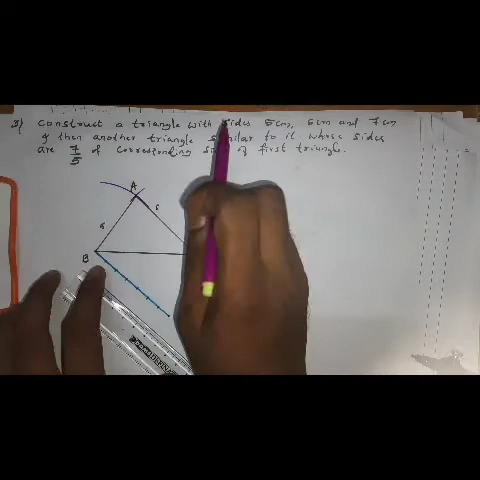 3) Construct a triangle with sides 5cm, 6cm and 7cm
& then another triangle similar to it whose sides
are 7/5 of corresponding of first triangle.
A
5
6
B